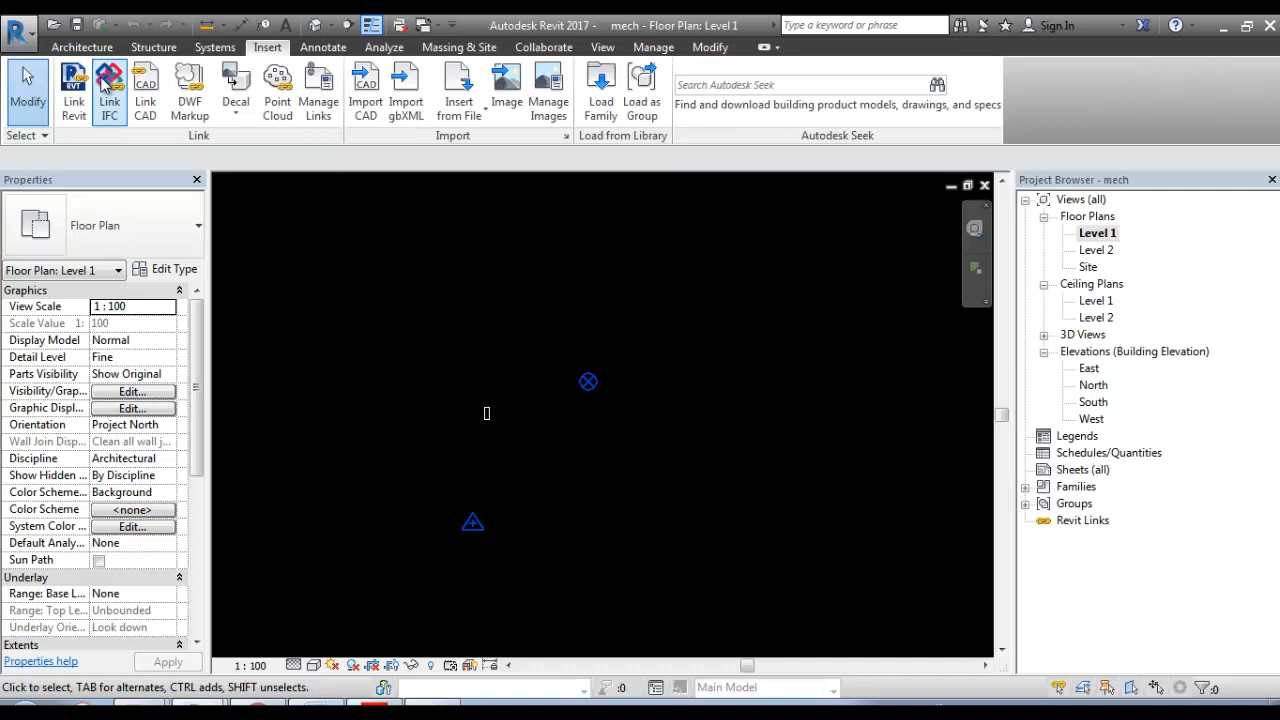 Autodesk Revit 2017 - mech - Floor Plan: Level 1
Type a keyword or phrase
Sign In
Architecture Structure Systems Insert Annotate Analyze Massing & Site Collaborate View Manage Modify
Modify
Link Revit
Link IFC
Link CAD
DWF Markup
Decal
Point Cloud
Manage Links
Import CAD
Import gbXML
Insert from File
Image
Manage Images
Load Family
Load as Group
Search Autodesk Seek
Find and download building product models, drawings, and specs
Select
Link
Import
Load from Library
Autodesk Seek
Properties
Floor Plan
Floor Plan: Level 1
Edit Type
Graphics
View Scale 1 : 100
Scale Value 1: 100
Display Model Normal
Detail Level Fine
Parts Visibility Show Original
Visibility/Grap... Edit...
Graphic Displ... Edit...
Orientation Project North
Wall Join Disp... Clean all wall j...
Discipline Architectural
Show Hidden ... By Discipline
Color Scheme... Background
Color Scheme <none>
System Color ... Edit...
Default Analy... None
Sun Path
Underlay
Range: Base L... None
Range: Top Le... Unbounded
Underlay Orie... Look down
Extents
Properties help
Apply
1 : 100
Project Browser - mech
Views (all)
Floor Plans
Level 1
Level 2
Site
Ceiling Plans
Level 1
Level 2
3D Views
Elevations (Building Elevation)
East
North
South
West
Legends
Schedules/Quantities
Sheets (all)
Families
Groups
Revit Links
Click to select, TAB for alternates, CTRL adds, SHIFT unselects.
:0
Main Model
:0